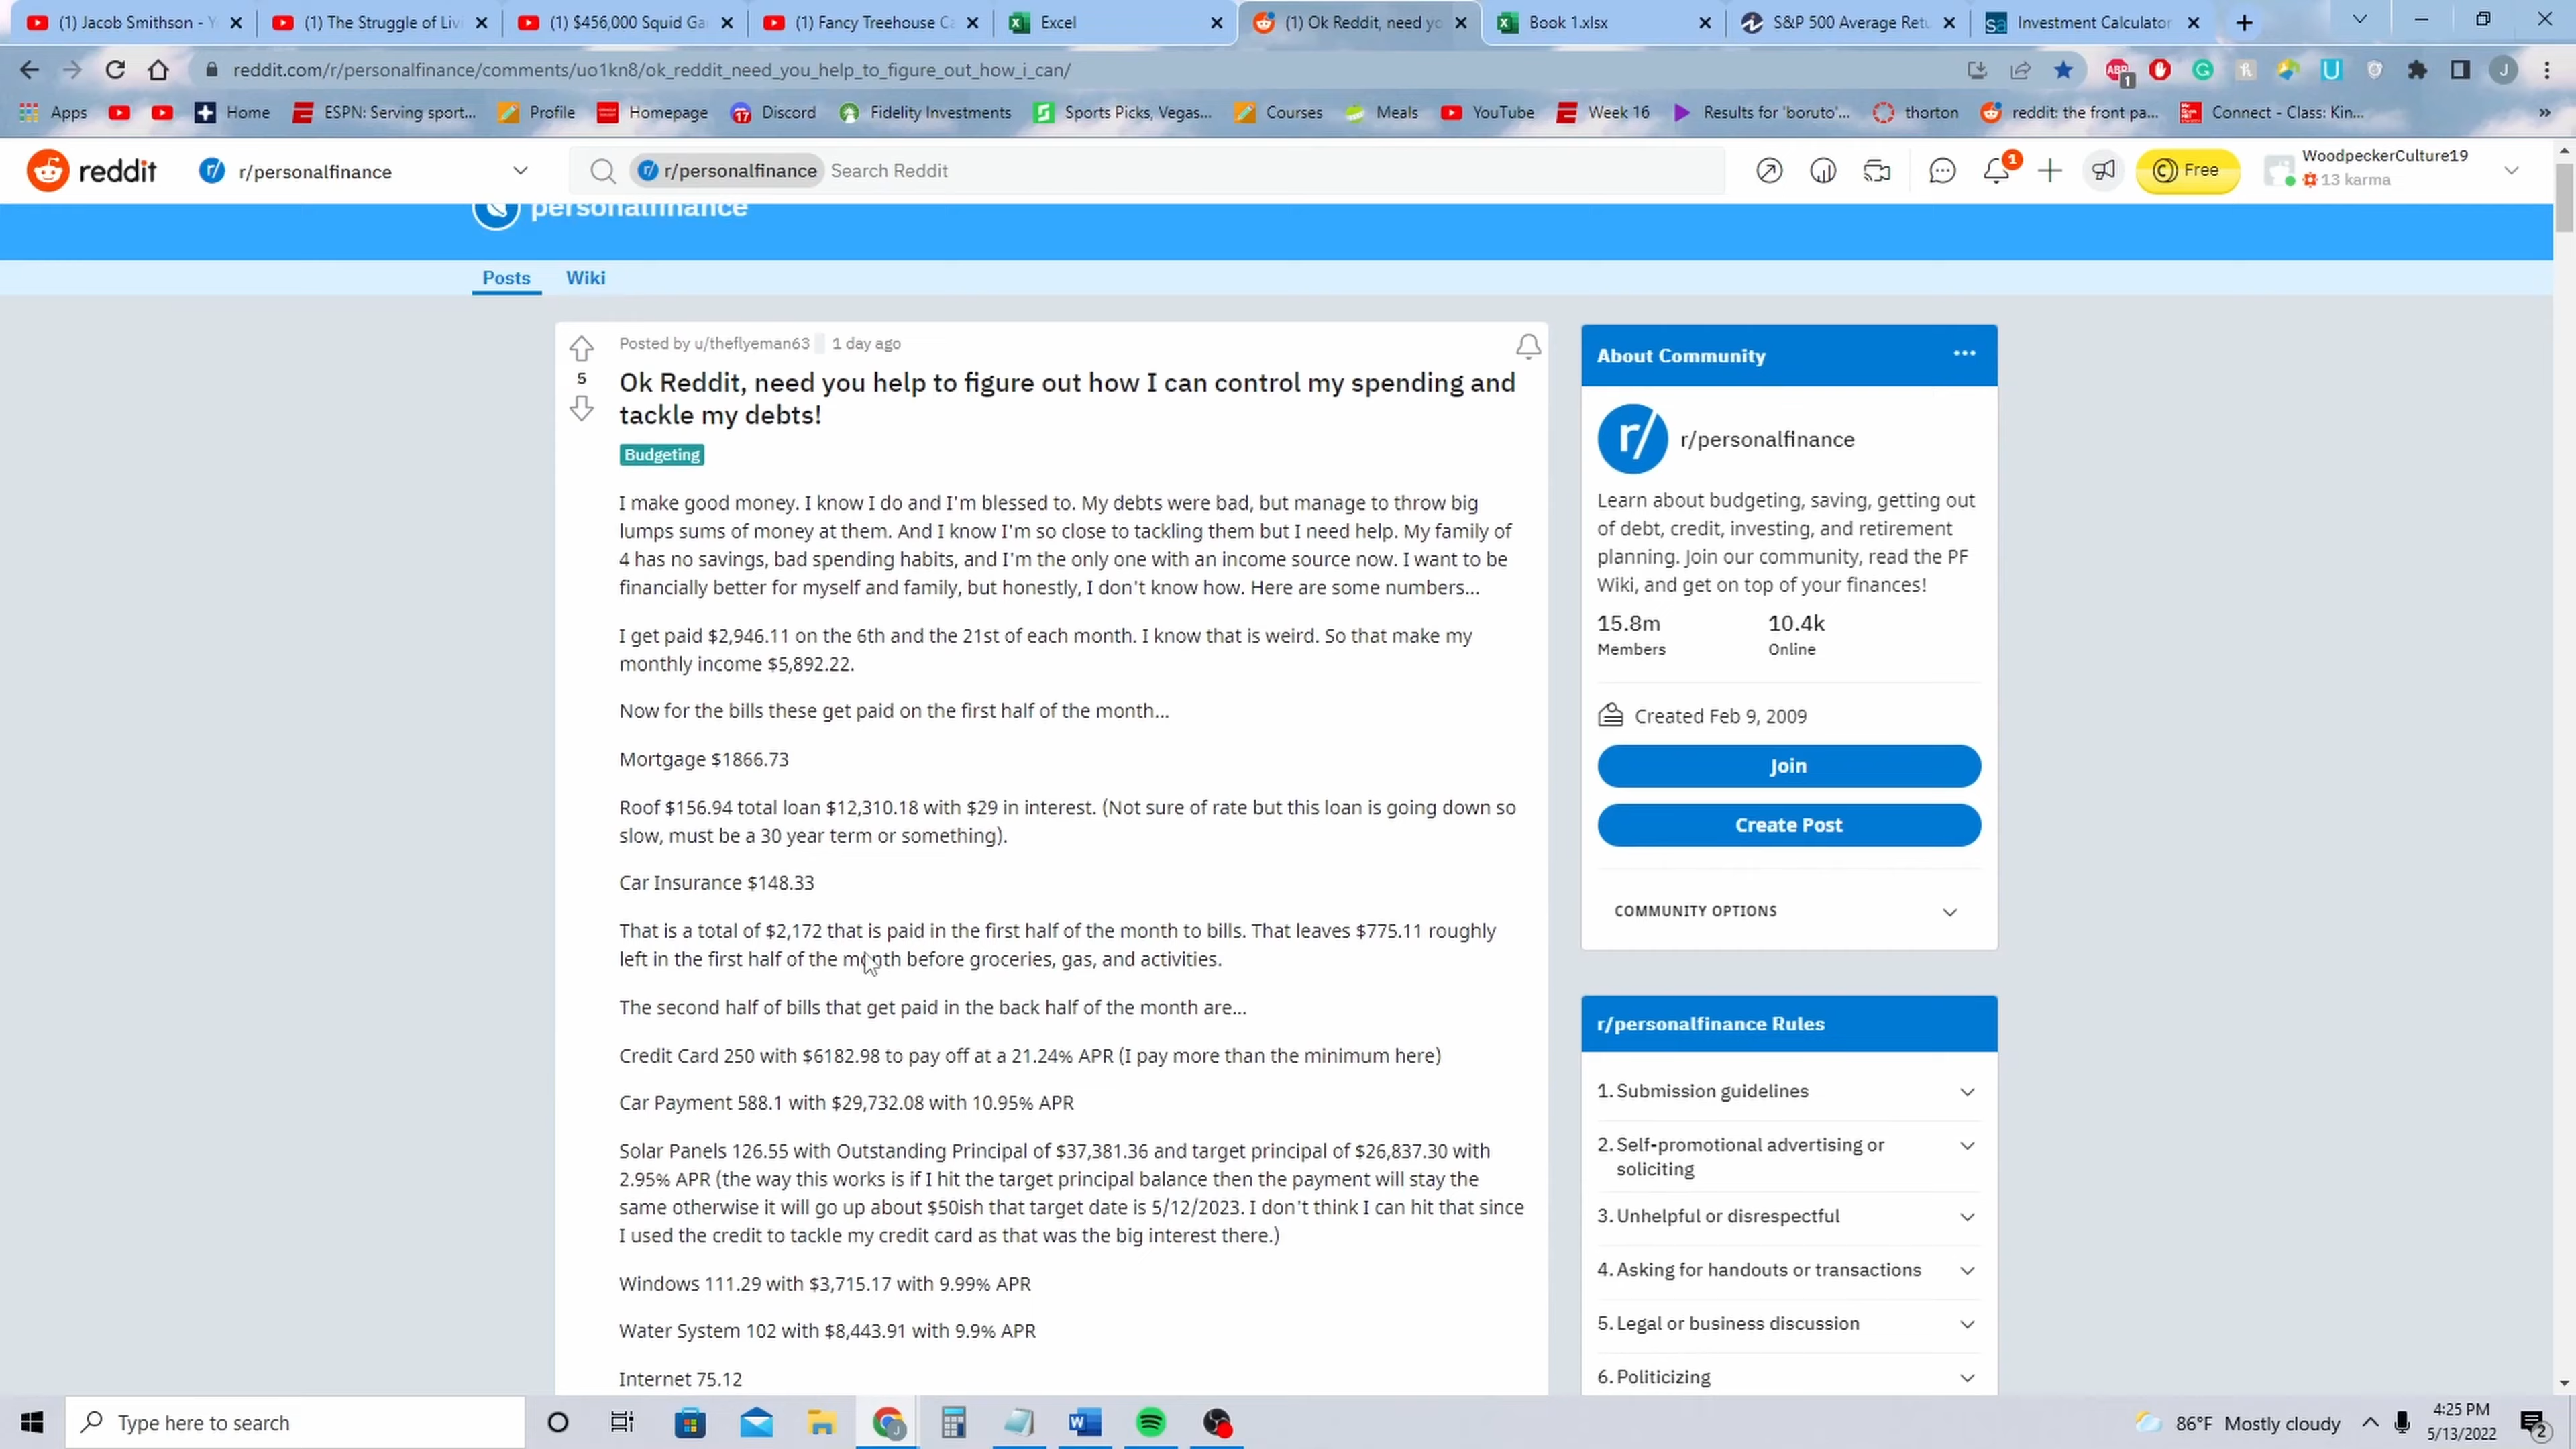 (1) Jacob Smithson - Y
(1) The Struggle of Livi
(1) $456,000 Squid Ga
(1) Fancy Treehouse Ca
Excel
(1) Ok Reddit, need yo
Book 1.xlsx
S&P 500 Average Retu
Investment Calculator
reddit.com/r/personalfinance/comments/uo1kn8/ok_reddit_need_you_help_to_figure_out_how_i_can/
ABP 1
J
Apps
Home
ESPN: Serving sport...
Profile
Homepage
17 Discord
Fidelity Investments
Sports Picks, Vegas...
Courses
Meals
YouTube
Week 16
Results for 'boruto'...
thorton
reddit: the front pa...
Connect - Class: Kin...
»
reddit
r/ r/personalfinance
r/ r/personalfinance Search Reddit
1
Free
WoodpeckerCulture19
13 karma
personalfinance
Posts Wiki
Posted by u/theflyeman63 1 day ago
5
Ok Reddit, need you help to figure out how I can control my spending and
tackle my debts!
Budgeting
I make good money. I know I do and I'm blessed to. My debts were bad, but manage to throw big
lumps sums of money at them. And I know I'm so close to tackling them but I need help. My family of
4 has no savings, bad spending habits, and I'm the only one with an income source now. I want to be
financially better for myself and family, but honestly, I don't know how. Here are some numbers...
I get paid $2,946.11 on the 6th and the 21st of each month. I know that is weird. So that make my
monthly income $5,892.22.
Now for the bills these get paid on the first half of the month...
Mortgage $1866.73
Roof $156.94 total loan $12,310.18 with $29 in interest. (Not sure of rate but this loan is going down so
slow, must be a 30 year term or something).
Car Insurance $148.33
That is a total of $2,172 that is paid in the first half of the month to bills. That leaves $775.11 roughly
left in the first half of the month before groceries, gas, and activities.
The second half of bills that get paid in the back half of the month are...
Credit Card 250 with $6182.98 to pay off at a 21.24% APR (I pay more than the minimum here)
Car Payment 588.1 with $29,732.08 with 10.95% APR
Solar Panels 126.55 with Outstanding Principal of $37,381.36 and target principal of $26,837.30 with
2.95% APR (the way this works is if I hit the target principal balance then the payment will stay the
same otherwise it will go up about $50ish that target date is 5/12/2023. I don't think I can hit that since
I used the credit to tackle my credit card as that was the big interest there.)
Windows 111.29 with $3,715.17 with 9.99% APR
Water System 102 with $8,443.91 with 9.9% APR
Internet 75.12
About Community
...
r/ r/personalfinance
Learn about budgeting, saving, getting out
of debt, credit, investing, and retirement
planning. Join our community, read the PF
Wiki, and get on top of your finances!
15.8m 10.4k
Members Online
Created Feb 9, 2009
Join
Create Post
COMMUNITY OPTIONS
r/personalfinance Rules
1. Submission guidelines
2. Self-promotional advertising or
soliciting
3. Unhelpful or disrespectful
4. Asking for handouts or transactions
5. Legal or business discussion
6. Politicizing
Type here to search
86°F Mostly cloudy
4:25 PM
5/13/2022
2